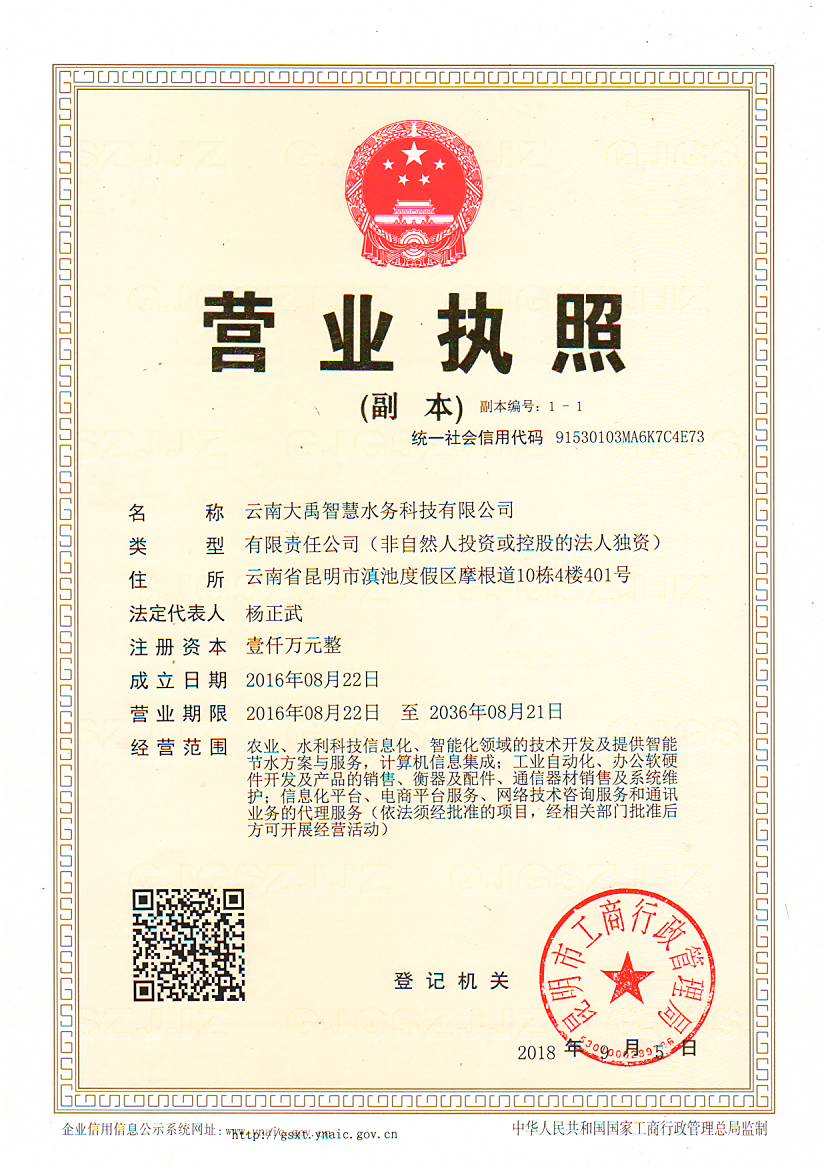 营业执照
(副 本) 副本编号：1－1
统一社会信用代码 91530103MA6K7C4E73
名 称 云南大禹智慧水务科技有限公司
类 型 有限责任公司（非自然人投资或控股的法人独资）
住 所 云南省昆明市滇池度假区摩根道10栋4楼401号
法定代表人 杨正武
注册资本 壹仟万元整
成立日期 2016年08月22日
营业期限 2016年08月22日 至 2036年08月21日
经营范围 农业、水利科技信息化、智能化领域的技术开发及提供智能
节水方案与服务，计算机信息集成；工业自动化、办公软硬
件开发及产品的销售、衡器及配件、通信器材销售及系统维
护；信息化平台、电商平台服务、网络技术咨询服务和通讯
业务的代理服务（依法须经批准的项目，经相关部门批准后
方可开展经营活动）
昆明市工商行政管理局
登记机关
2018 年 9 月 5 日
企业信用信息公示系统网址：www.ynaic.gov.cn
http://gsxt.ynaic.gov.cn
中华人民共和国国家工商行政管理总局监制